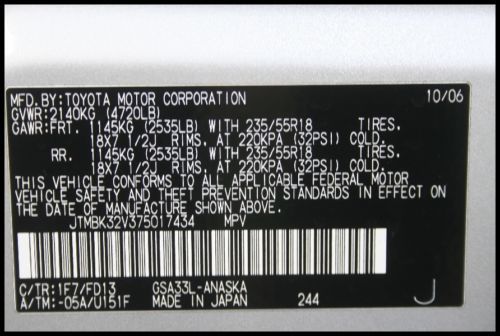 MFD.BY:TOYOTA MOTOR CORPORATION 10/06
GVWR:2140KG (4720LB)
GAWR:FRT. 1145KG (2535LB) WITH 235/55R18 TIRES,
18X7 1/2J RIMS, AT 220KPA (32PSI) COLD.
RR. 1145KG (2535LB) WITH 235/55R18 TIRES,
18X7 1/2J RIMS, AT 220KPA (32PSI) COLD.
THIS VEHICLE CONFORMS TO ALL APPLICABLE FEDERAL MOTOR
VEHICLE SAFETY AND THEFT PREVENTION STANDARDS IN EFFECT
ON THE DATE OF MANUFACTURE SHOWN ABOVE.
JTMBK32V375017434 MPV
C/TR:1F7/FD13 GSA33L-ANASKA
A/TM:-05A/U151F MADE IN JAPAN 244 J